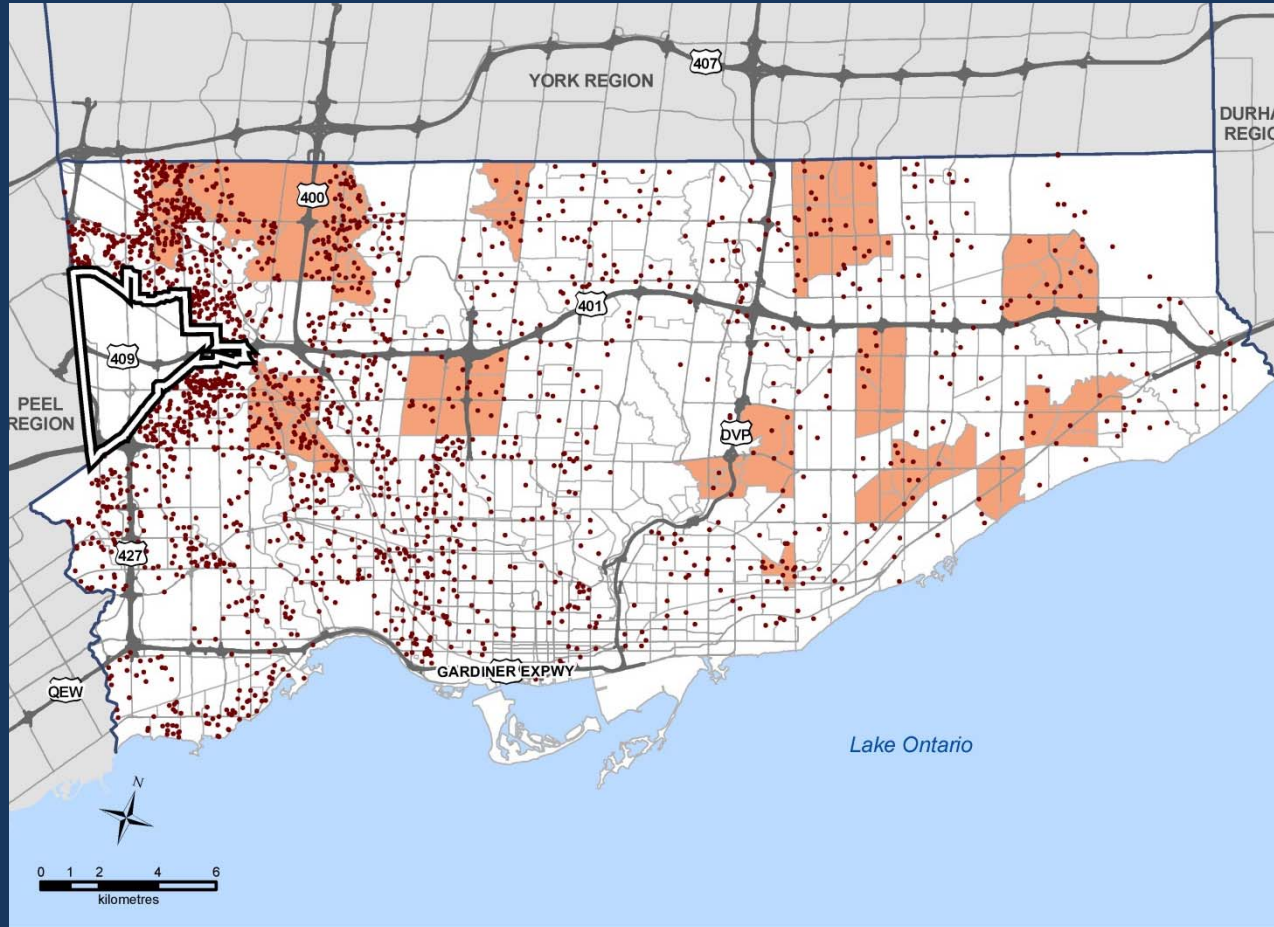 407
YORK REGION
DURHA
REGIO
400
401
409
PEEL
REGION
DVP
427
GARDINER EXPWY
QEW
Lake Ontario
N
0 1 2 4 6
kilometres